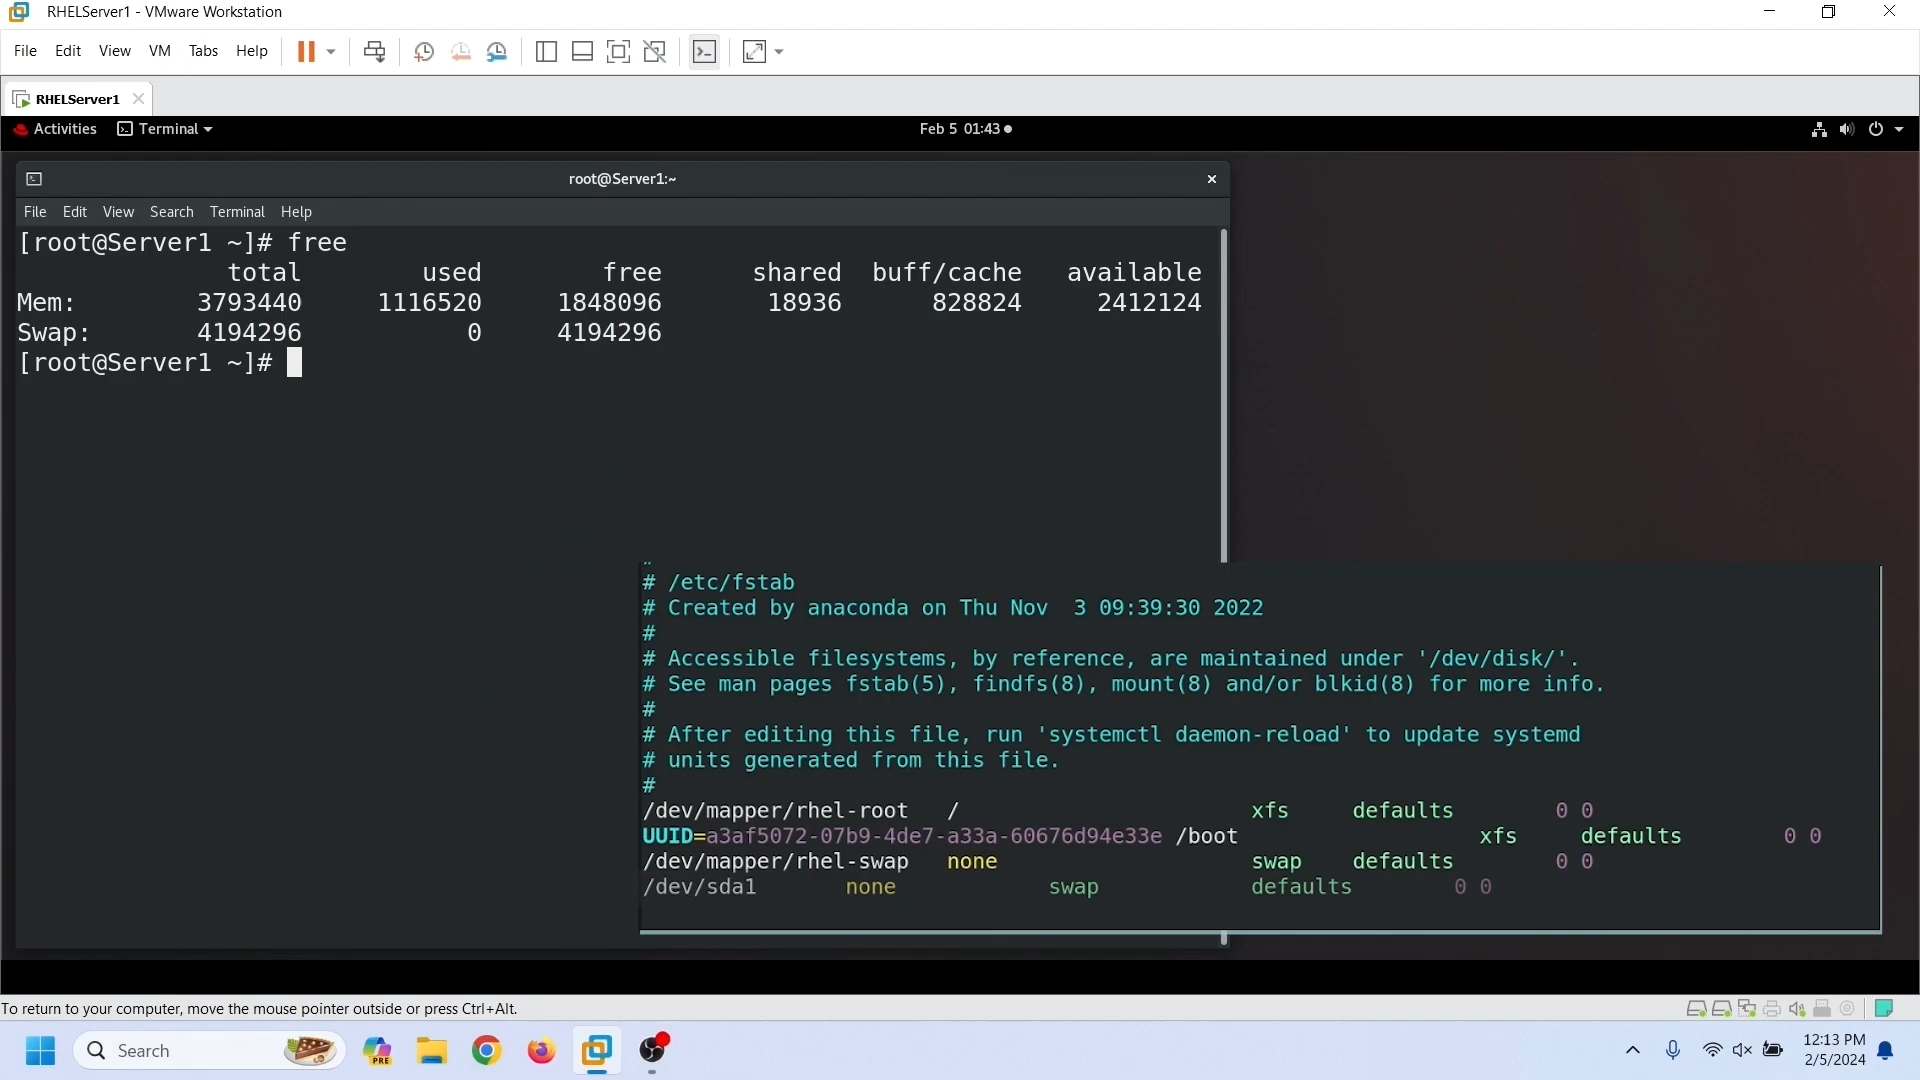 RHELServer1 - VMware Workstation
File Edit View VM Tabs Help
RHELServer1
Activities Terminal Feb 5 01:43
root@Server1:~
File Edit View Search Terminal Help
[root@Server1 ~]# free
total used free shared buff/cache available
Mem: 3793440 1116520 1848096 18936 828824 2412124
Swap: 4194296 0 4194296
[root@Server1 ~]#
#
# /etc/fstab
# Created by anaconda on Thu Nov  3 09:39:30 2022
#
# Accessible filesystems, by reference, are maintained under '/dev/disk/'.
# See man pages fstab(5), findfs(8), mount(8) and/or blkid(8) for more info.
#
# After editing this file, run 'systemctl daemon-reload' to update systemd
# units generated from this file.
#
/dev/mapper/rhel-root / xfs defaults 0 0
UUID=a3af5072-07b9-4de7-a33a-60676d94e33e /boot xfs defaults 0 0
/dev/mapper/rhel-swap none swap defaults 0 0
/dev/sda1 none swap defaults 0 0
To return to your computer, move the mouse pointer outside or press Ctrl+Alt.
Search
PRE
12:13 PM
2/5/2024